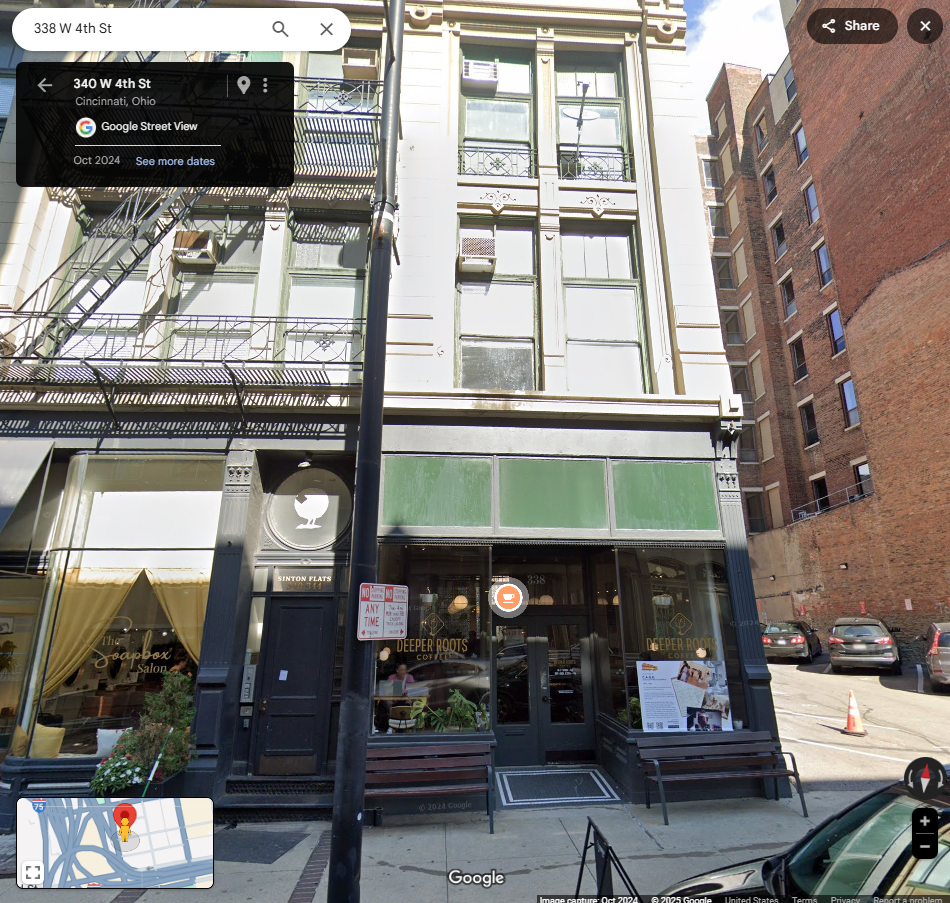 338 W 4th St
Share
340 W 4th St
Cincinnati, Ohio
Google Street View
Oct 2024
See more dates
SINTON FLATS
338
NO
NO
ANY
TIME
The
Soapbox
Salon
DEEPER ROOTS
COFFEE
DEEPER ROOTS
COFFEE
© 2024 Google
75
Google
Image capture: Oct 2024 © 2025 Google United States Terms Privacy Report a problem